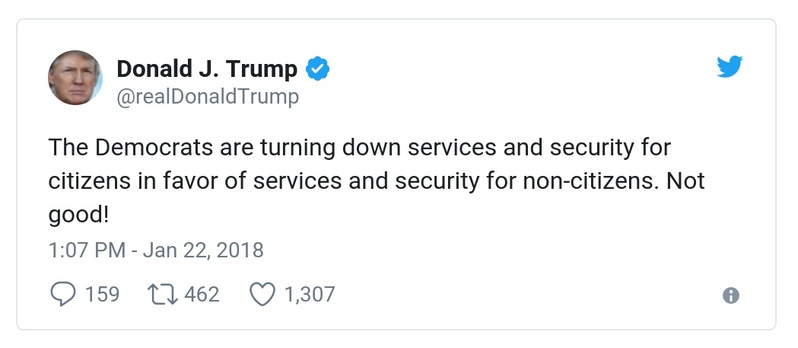 Donald J. Trump
@realDonaldTrump
The Democrats are turning down services and security for
citizens in favor of services and security for non-citizens. Not
good!
1:07 PM - Jan 22, 2018
159 462 1,307